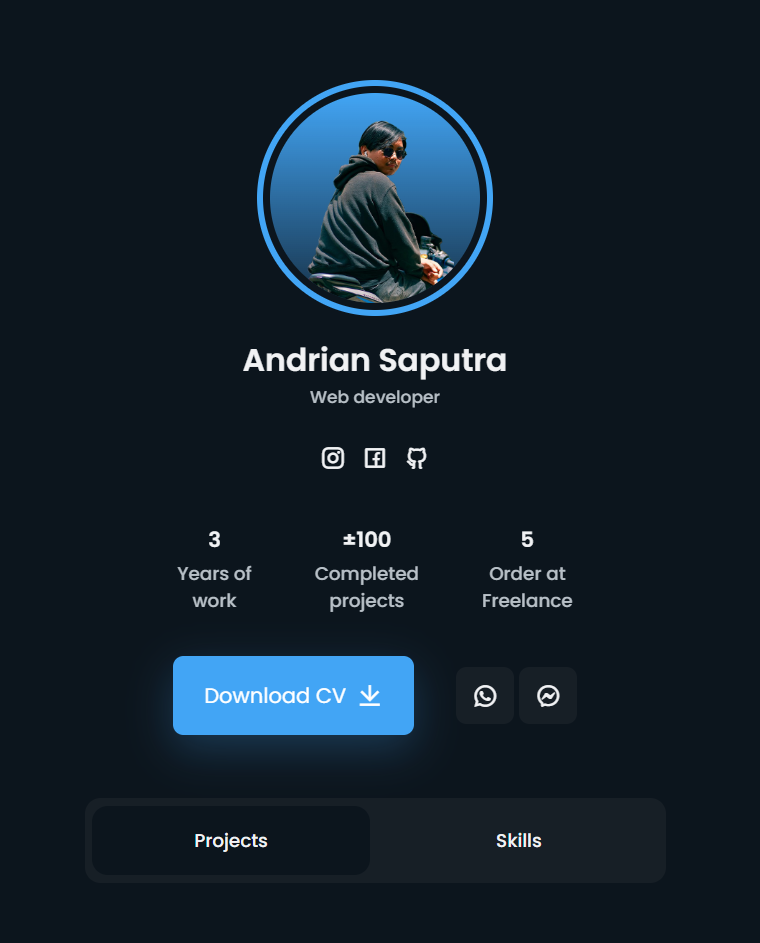 Andrian Saputra
Web developer
3
Years of
work
±100
Completed
projects
5
Order at
Freelance
Download CV
Projects
Skills